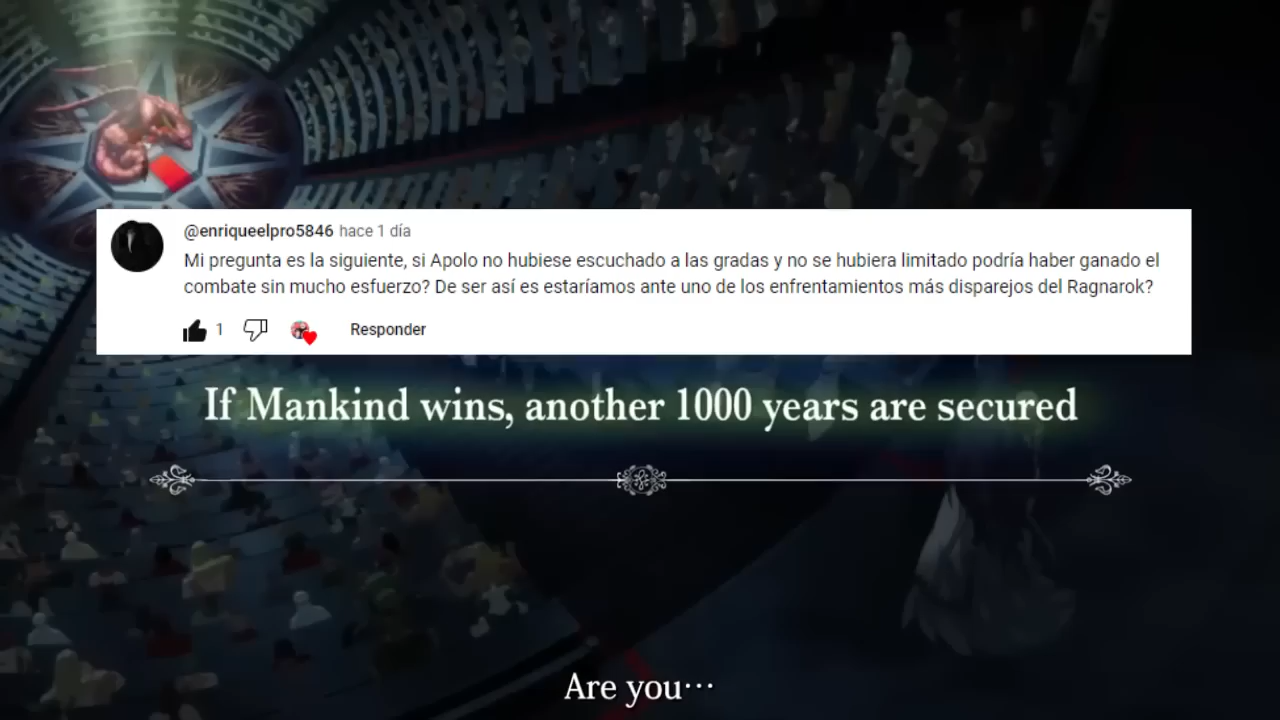 @enriqueelpro5846 hace 1 día
Mi pregunta es la siguiente, si Apolo no hubiese escuchado a las gradas y no se hubiera limitado podría haber ganado el
combate sin mucho esfuerzo? De ser así es estaríamos ante uno de los enfrentamientos más disparejos del Ragnarok?
1 Responder
If Mankind wins, another 1000 years are secured
Are you…